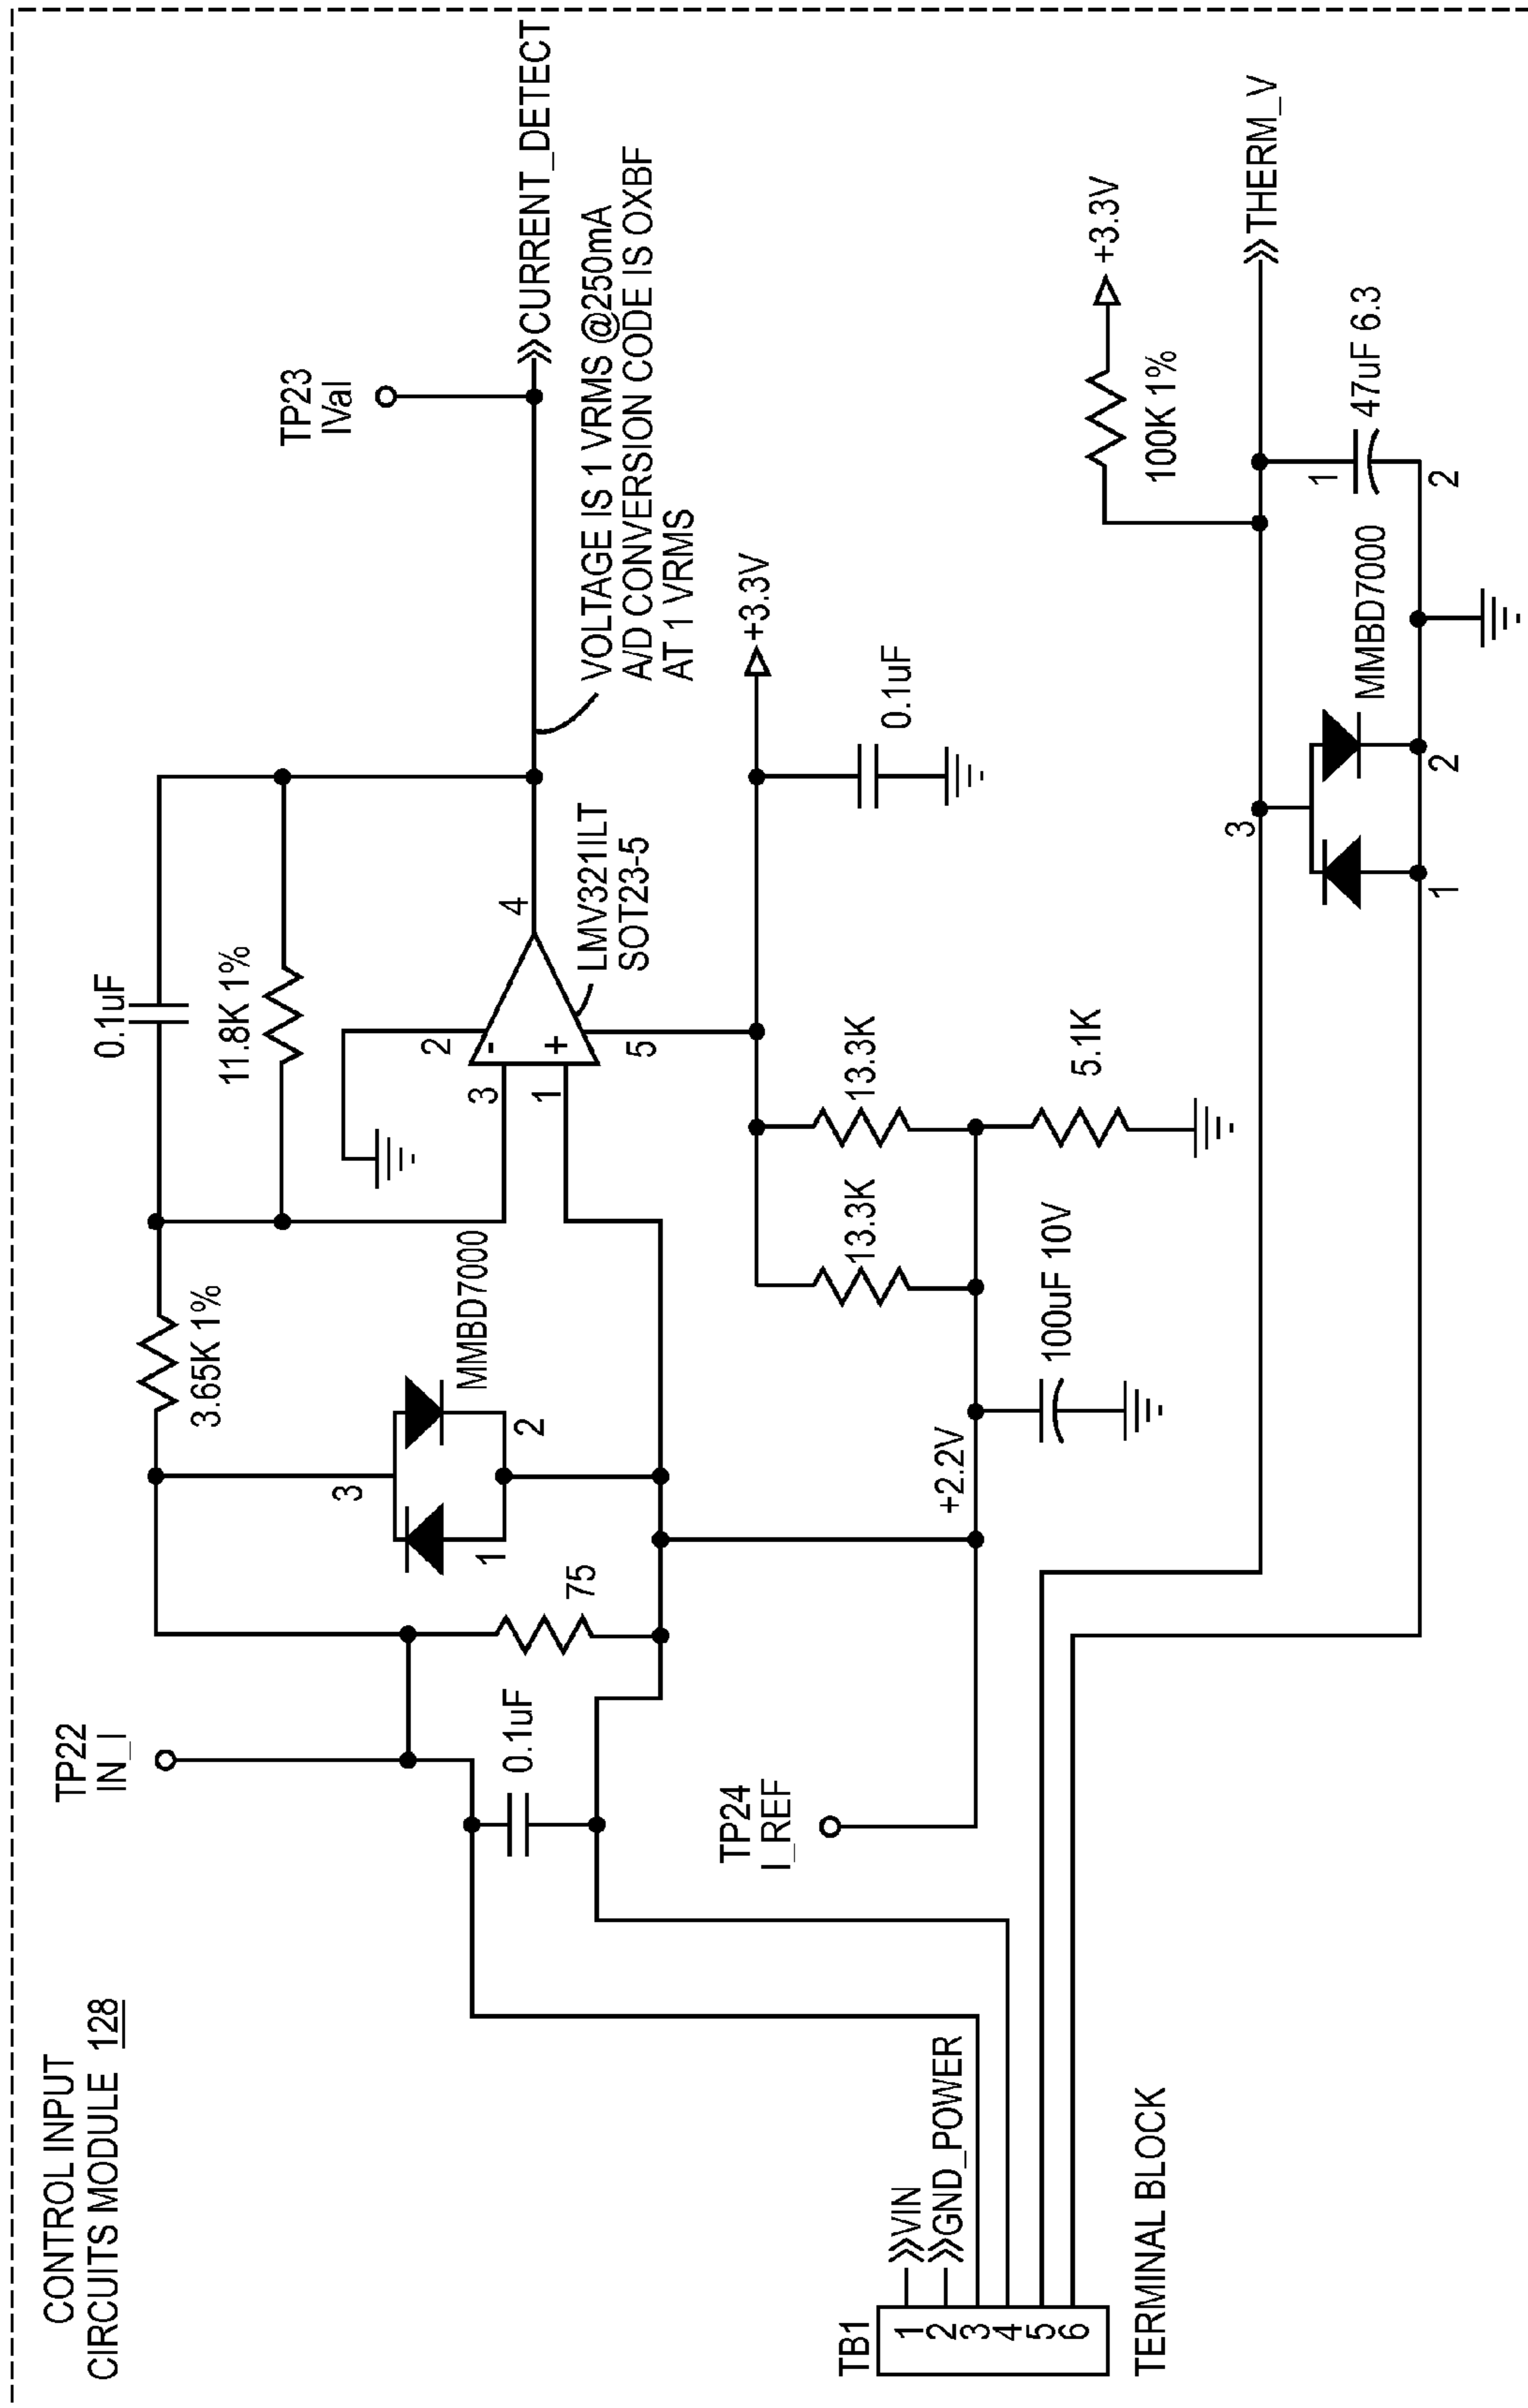 CONTROL INPUT
CIRCUITS MODULE 128
TP22
IN_I
0.1uF
75
3
1
2
MMBD7000
3.65K 1%
0.1uF
11.8K 1%
2
3
1
-
+
5
4
LMV321ILT
SOT23-5
TP23
IVal
CURRENT_DETECT
VOLTAGE IS 1 VRMS @250mA
A/D CONVERSION CODE IS OXBF
AT 1 VRMS
TP24
I_REF
+2.2V
100uF 10V
13.3K
13.3K
5.1K
+3.3V
0.1uF
+3.3V
100K 1%
THERM_V
3
1
2
MMBD7000
1
2
47uF 6.3
TB1
1
2
3
4
5
6
VIN
GND_POWER
TERMINAL BLOCK